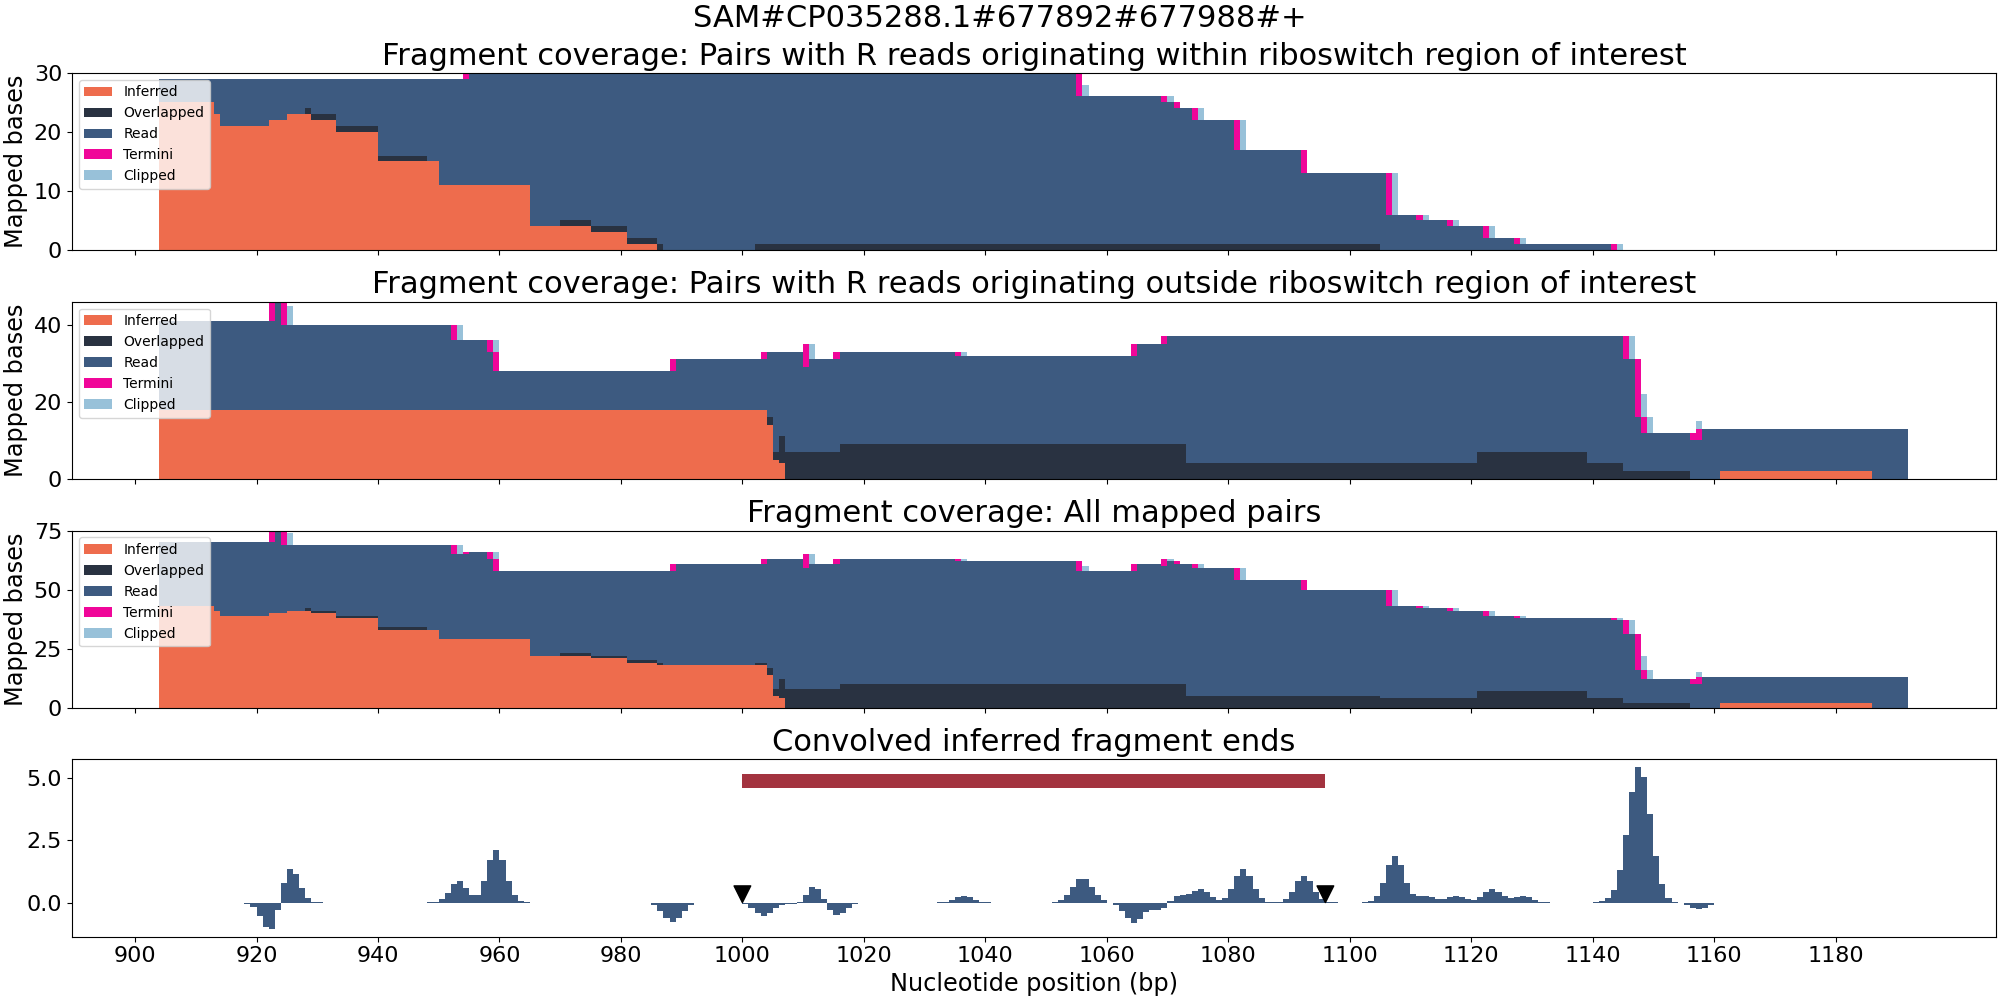 SAM#CP035288.1#677892#677988#+
Fragment coverage: Pairs with R reads originating within riboswitch region of interest
30
20
10
0
Mapped bases
Inferred
Overlapped
Read
Termini
Clipped
Fragment coverage: Pairs with R reads originating outside riboswitch region of interest
40
20
0
Mapped bases
Inferred
Overlapped
Read
Termini
Clipped
Fragment coverage: All mapped pairs
75
50
25
0
Mapped bases
Inferred
Overlapped
Read
Termini
Clipped
Convolved inferred fragment ends
5.0
2.5
0.0
900 920 940 960 980 1000 1020 1040 1060 1080 1100 1120 1140 1160 1180
Nucleotide position (bp)